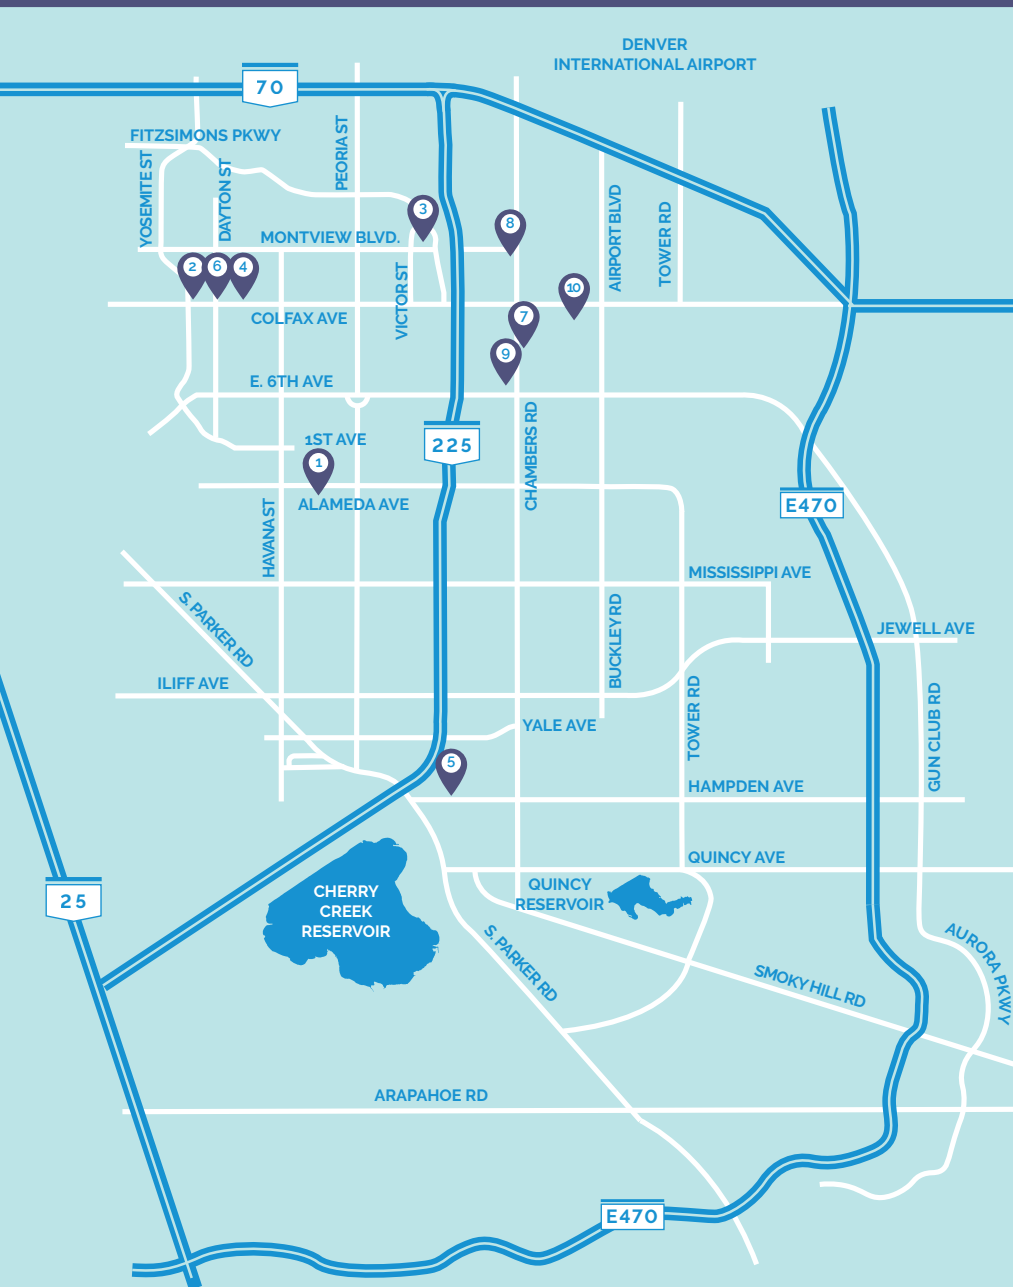 DENVER
INTERNATIONAL AIRPORT
70
FITZSIMONS PKWY
PEORIA ST
YOSEMITE ST
DAYTON ST
3
8
MONTVIEW BLVD.
AIRPORT BLVD
TOWER RD
2
6
4
VICTOR ST
10
COLFAX AVE
7
9
E. 6TH AVE
1ST AVE
225
CHAMBERS RD
1
ALAMEDA AVE
E470
HAVANA ST
MISSISSIPPI AVE
S. PARKER RD
BUCKLEY RD
JEWELL AVE
ILIFF AVE
TOWER RD
GUN CLUB RD
YALE AVE
5
HAMPDEN AVE
QUINCY AVE
CHERRY
CREEK
RESERVOIR
QUINCY
RESERVOIR
25
S. PARKER RD
AURORA PKWY
SMOKY HILL RD
ARAPAHOE RD
E470